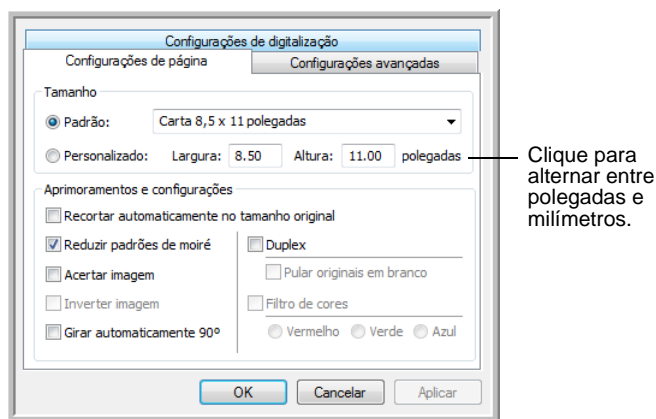 Configurações de digitalização
Configurações de página
Configurações avançadas
Tamanho
Padrão: Carta 8,5 x 11 polegadas
Personalizado: Largura: 8.50 Altura: 11.00 polegadas
Clique para
alternar entre
polegadas e
milímetros.
Aprimoramentos e configurações
Recortar automaticamente no tamanho original
Reduzir padrões de moiré
Duplex
Acertar imagem
Pular originais em branco
Inverter imagem
Filtro de cores
Girar automaticamente 90º
Vermelho Verde Azul
OK Cancelar Aplicar